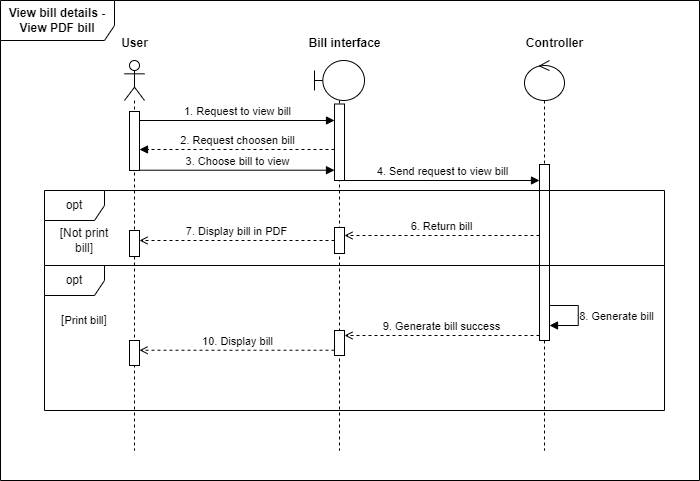 View bill details -
View PDF bill
User
Bill interface
Controller
1. Request to view bill
2. Request choosen bill
3. Choose bill to view
4. Send request to view bill
opt
[Not print
bill]
6. Return bill
7. Display bill in PDF
opt
[Print bill]
8. Generate bill
9. Generate bill success
10. Display bill